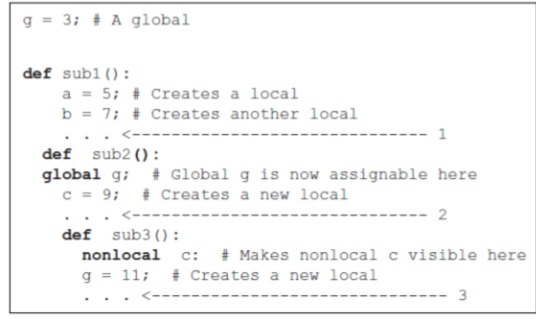 g = 3; # A global
def sub1():
a = 5; # Creates a local
b = 7; # Creates another local
. . . <------------------------------ 1
def sub2():
global g; # Global g is now assignable here
c = 9; # Creates a new local
. . . <------------------------------ 2
def sub3():
nonlocal c: # Makes nonlocal c visible here
g = 11; # Creates a new local
. . . <------------------------------ 3